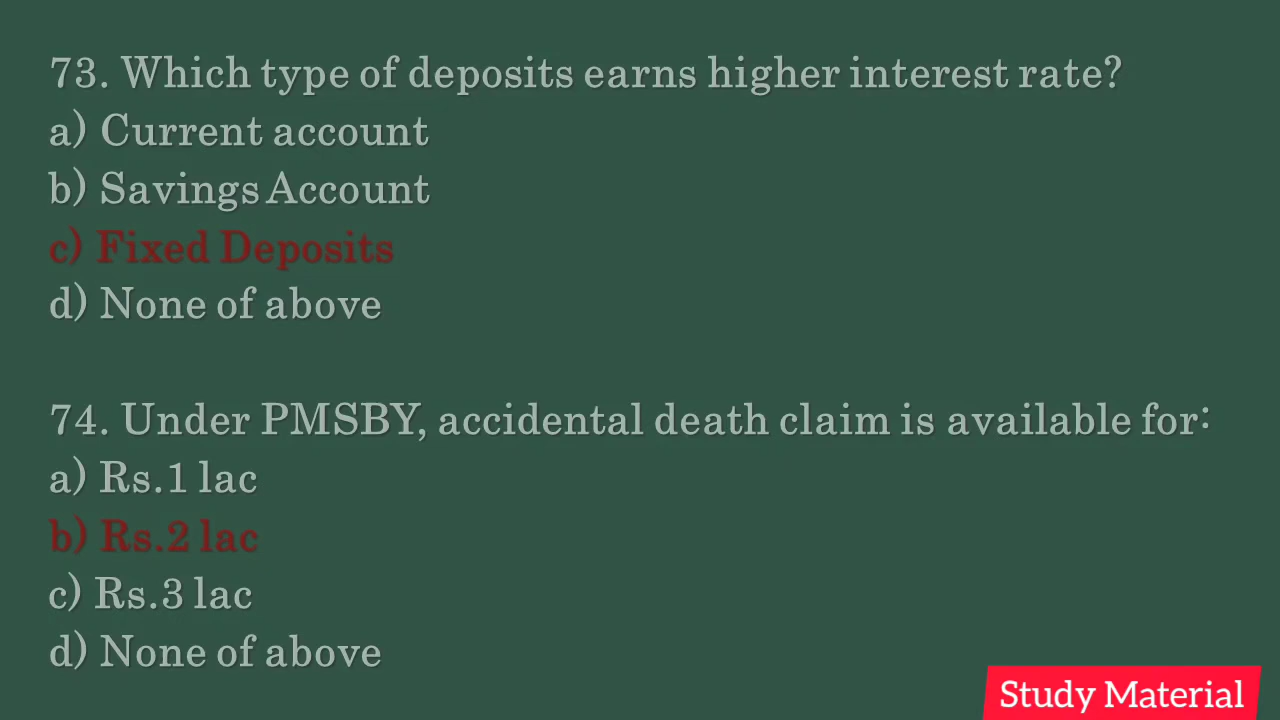 73. Which type of deposits earns higher interest rate?
a) Current account
b) Savings Account
c) Fixed Deposits
d) None of above
74. Under PMSBY, accidental death claim is available for:
a) Rs.1 lac
b) Rs.2 lac
c) Rs.3 lac
d) None of above
Study Material